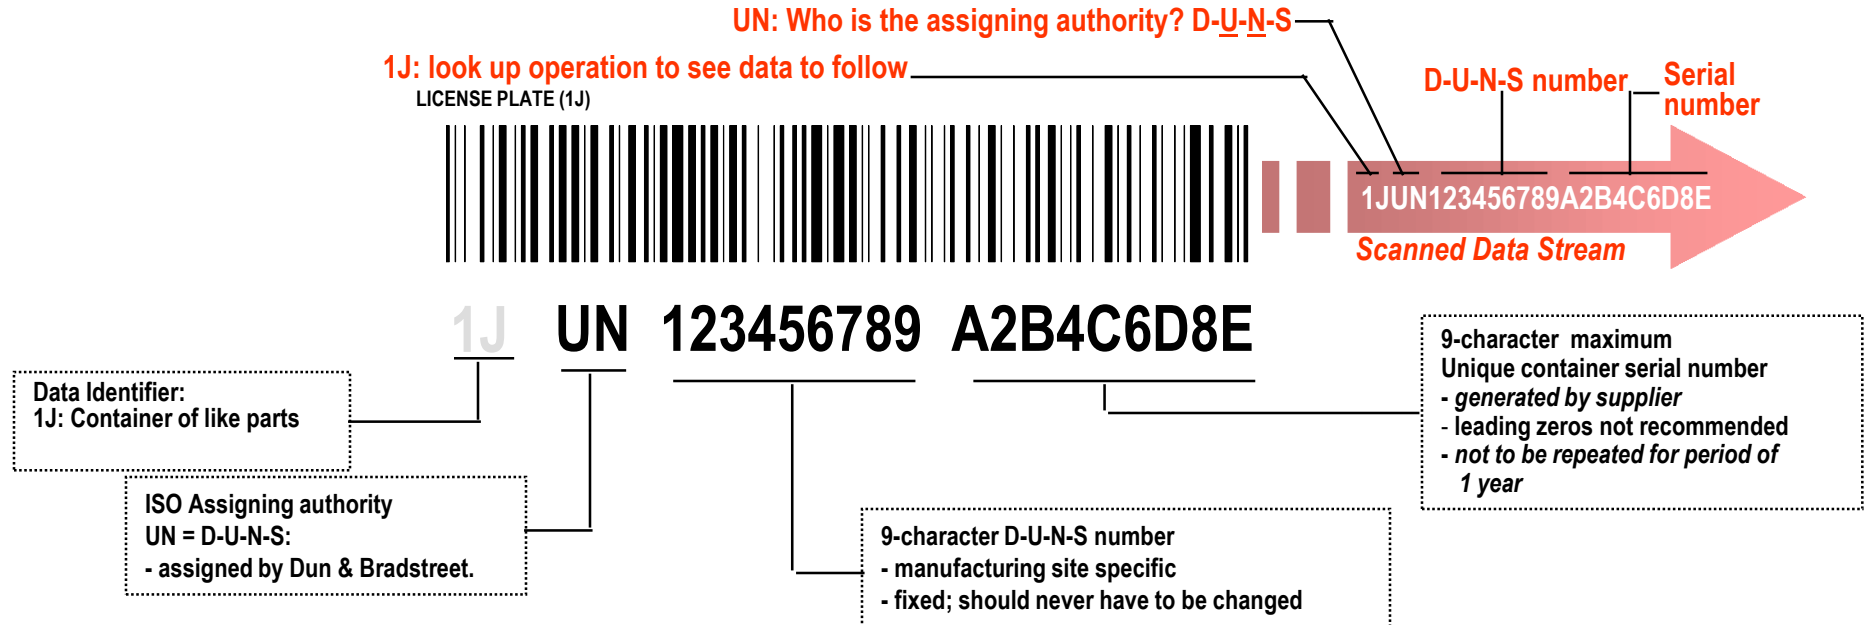 UN: Who is the assigning authority? D-U-N-S
1J: look up operation to see data to follow
LICENSE PLATE (1J)
D-U-N-S number
Serial
number
1JUN123456789A2B4C6D8E
Scanned Data Stream
1J UN 123456789 A2B4C6D8E
Data Identifier:
1J: Container of like parts
ISO Assigning authority
UN = D-U-N-S:
- assigned by Dun & Bradstreet.
9-character D-U-N-S number
- manufacturing site specific
- fixed; should never have to be changed
9-character maximum
Unique container serial number
- generated by supplier
- leading zeros not recommended
- not to be repeated for period of
1 year